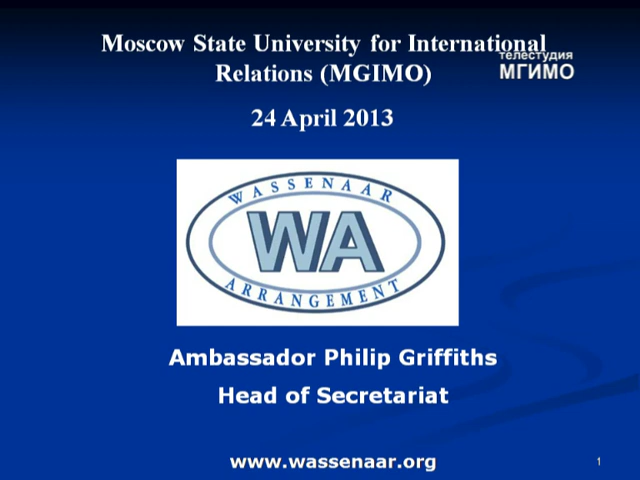 Moscow State University for International
Relations (MGIMO)
телестудия
МГИМО
24 April 2013
WASSENAAR
WA
ARRANGEMENT
Ambassador Philip Griffiths
Head of Secretariat
www.wassenaar.org
1